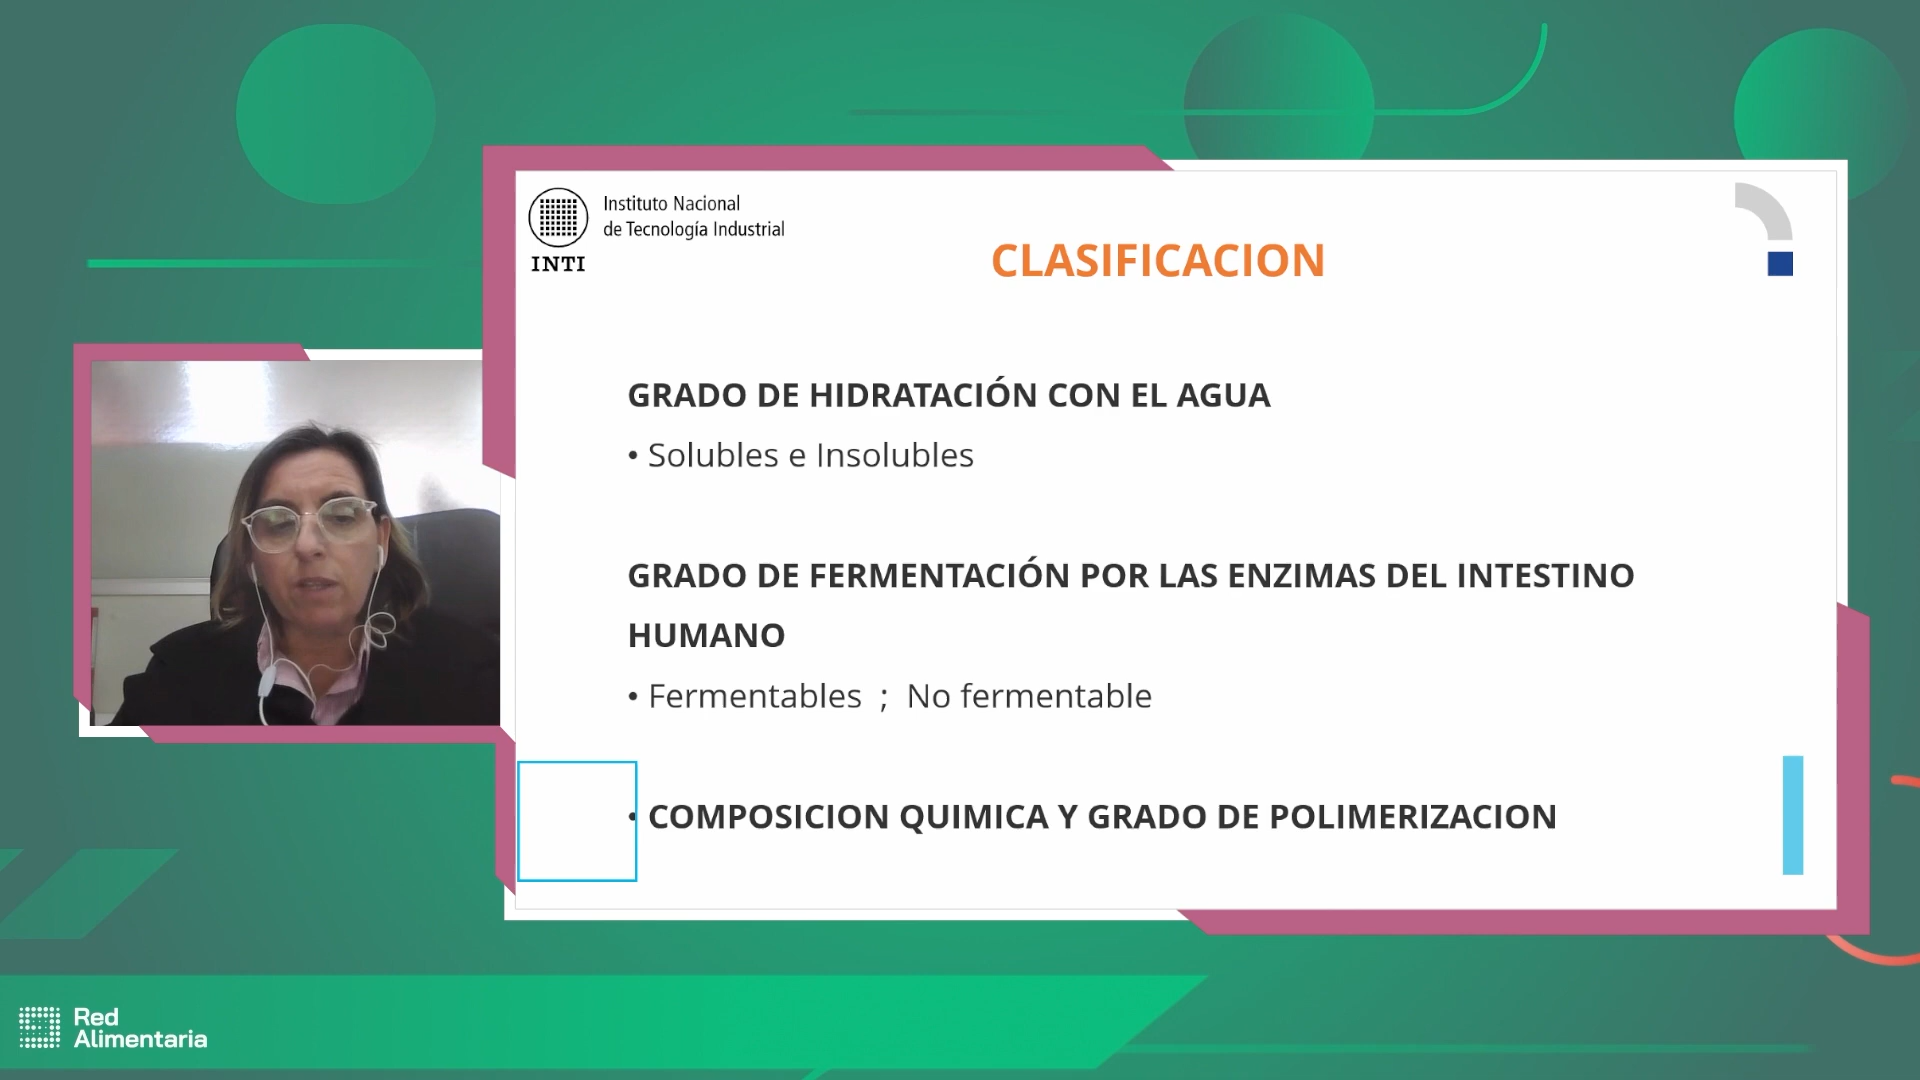 Instituto Nacional
de Tecnología Industrial
INTI
CLASIFICACION
GRADO DE HIDRATACIÓN CON EL AGUA
• Solubles e Insolubles
GRADO DE FERMENTACIÓN POR LAS ENZIMAS DEL INTESTINO
HUMANO
• Fermentables ; No fermentable
• COMPOSICION QUIMICA Y GRADO DE POLIMERIZACION
Red
Alimentaria